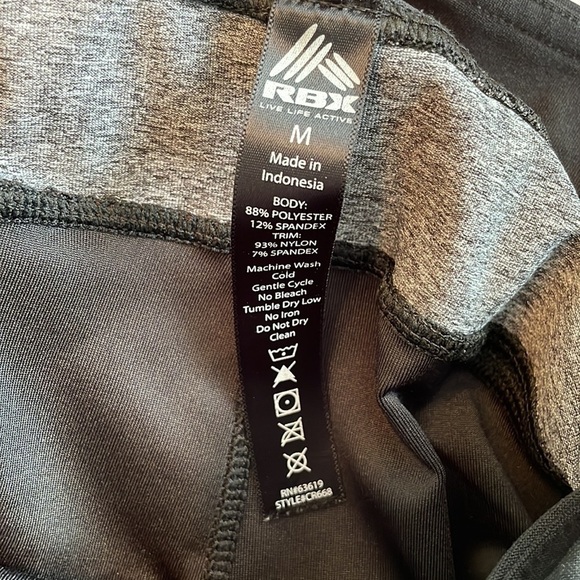 RBX
LIVE LIFE ACTIVE
M
Made in
Indonesia
BODY:
88% POLYESTER
12% SPANDEX
TRIM:
93% NYLON
7% SPANDEX
Machine Wash
Cold
Gentle Cycle
No Bleach
Tumble Dry Low
No Iron
Do Not Dry
Clean
RN#63619
STYLE#CR668